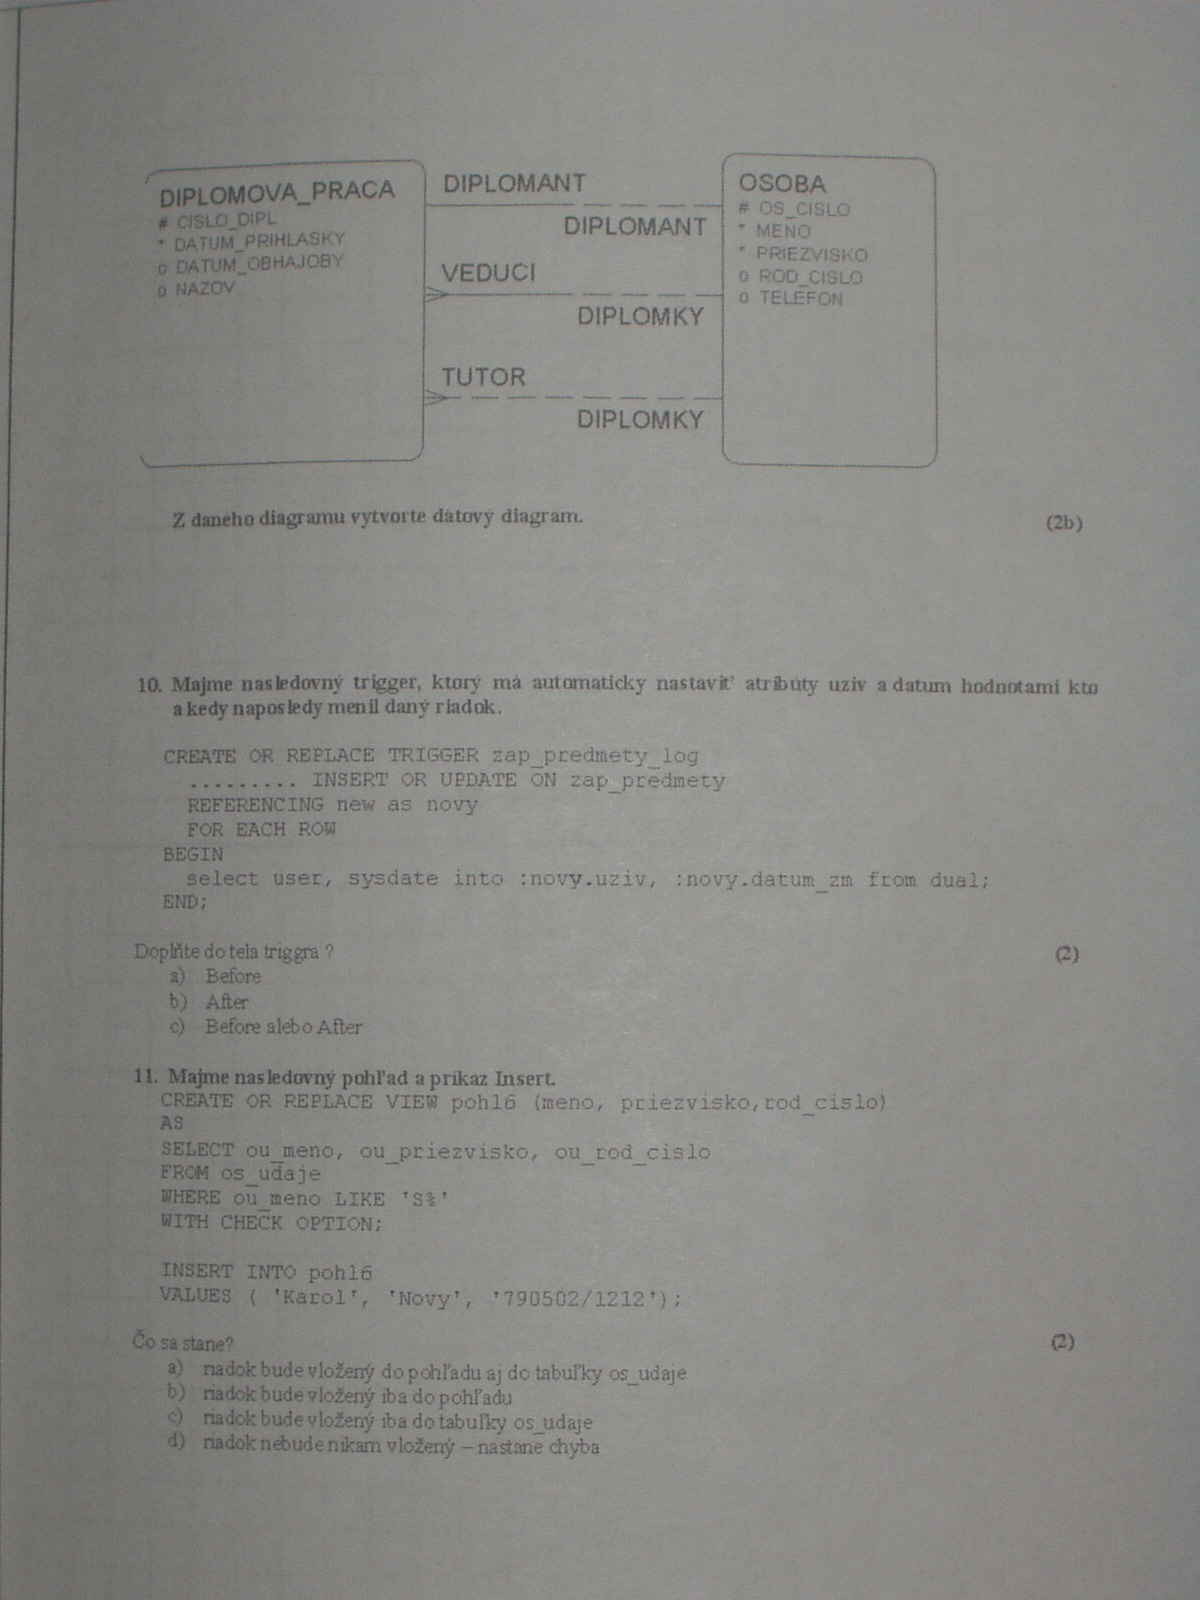 DIPLOMOVA_PRACA
# CISLO_DIPL
* DATUM_PRIHLASKY
o DATUM_OBHAJOBY
o NAZOV
DIPLOMANT
DIPLOMANT
VEDUCI
DIPLOMKY
TUTOR
DIPLOMKY
OSOBA
# OS_CISLO
* MENO
* PRIEZVISKO
o ROD_CISLO
o TELEFON
Z daného diagramu vytvorte dátový diagram. (2b)
10. Majme nasledovný trigger, ktorý má automaticky nastaviť atribúty uziv a datum hodnotami kto
a kedy naposledy menil daný riadok.
CREATE OR REPLACE TRIGGER zap_predmety_log
......... INSERT OR UPDATE ON zap_predmety
REFERENCING new as novy
FOR EACH ROW
BEGIN
select user, sysdate into :novy.uziv, :novy.datum_zm from dual;
END;
Doplňte do tela triggra ? (2)
a) Before
b) After
c) Before alebo After
11. Majme nasledovný pohľad a príkaz Insert.
CREATE OR REPLACE VIEW pohl6 (meno, priezvisko,rod_cislo)
AS
SELECT ou_meno, ou_priezvisko, ou_rod_cislo
FROM os_udaje
WHERE ou_meno LIKE 'S%'
WITH CHECK OPTION;
INSERT INTO pohl6
VALUES ( 'Karol', 'Novy', '790502/1212');
Čo sa stane? (2)
a) riadok bude vložený do pohľadu aj do tabuľky os_udaje
b) riadok bude vložený iba do pohľadu
c) riadok bude vložený iba do tabuľky os_udaje
d) riadok nebude nikam vložený – nastane chyba